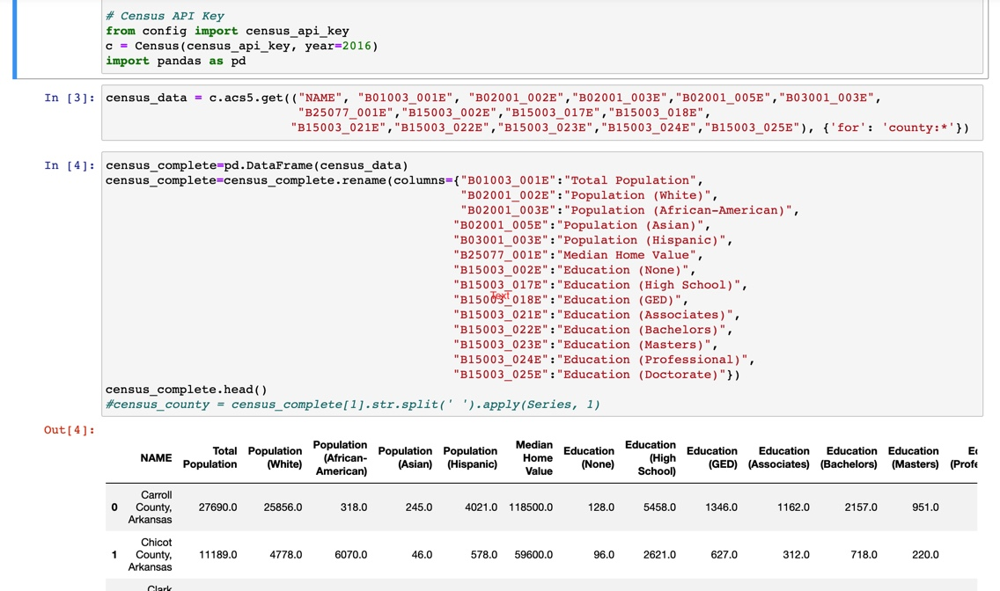 # Census API Key
from config import census_api_key
c = Census(census_api_key, year=2016)
import pandas as pd
In [3]: census_data = c.acs5.get(("NAME", "B01003_001E", "B02001_002E","B02001_003E","B02001_005E","B03001_003E",
"B25077_001E","B15003_002E","B15003_017E","B15003_018E",
"B15003_021E","B15003_022E","B15003_023E","B15003_024E","B15003_025E"), {'for': 'county:*'})
In [4]: census_complete=pd.DataFrame(census_data)
census_complete=census_complete.rename(columns={"B01003_001E":"Total Population",
"B02001_002E":"Population (White)",
"B02001_003E":"Population (African-American)",
"B02001_005E":"Population (Asian)",
"B03001_003E":"Population (Hispanic)",
"B25077_001E":"Median Home Value",
"B15003_002E":"Education (None)",
"B15003_017E":"Education (High School)",
Text
"B15003_018E":"Education (GED)",
"B15003_021E":"Education (Associates)",
"B15003_022E":"Education (Bachelors)",
"B15003_023E":"Education (Masters)",
"B15003_024E":"Education (Professional)",
"B15003_025E":"Education (Doctorate)"})
census_complete.head()
#census_county = census_complete[1].str.split(' ').apply(Series, 1)
Out[4]:
NAME
Total
Population
Population
(White)
Population
(African-
American)
Population
(Asian)
Population
(Hispanic)
Median
Home
Value
Education
(None)
Education
(High
School)
Education
(GED)
Education
(Associates)
Education
(Bachelors)
Education
(Masters)
Ec
(Profe
0
Carroll
County,
Arkansas
27690.0 25856.0 318.0 245.0 4021.0 118500.0 128.0 5458.0 1346.0 1162.0 2157.0 951.0
1
Chicot
County,
Arkansas
11189.0 4778.0 6070.0 46.0 578.0 59600.0 96.0 2621.0 627.0 312.0 718.0 220.0
Clark